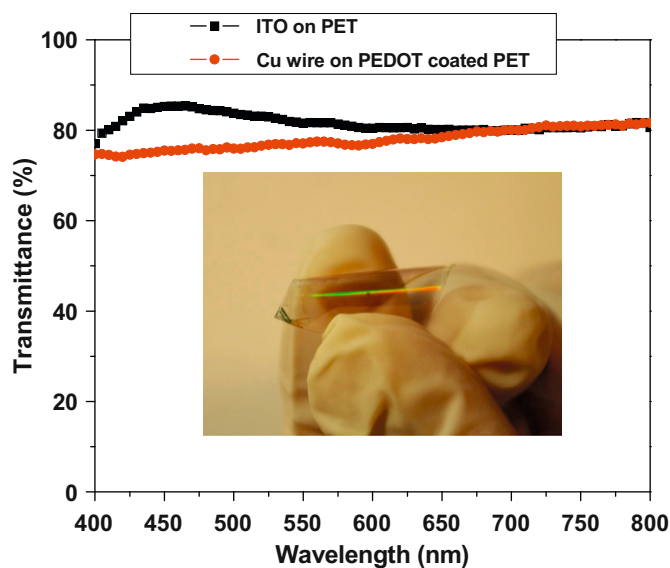 ITO on PET
Cu wire on PEDOT coated PET
100
80
60
40
20
0
Transmittance (%)
400 450 500 550 600 650 700 750 800
Wavelength (nm)